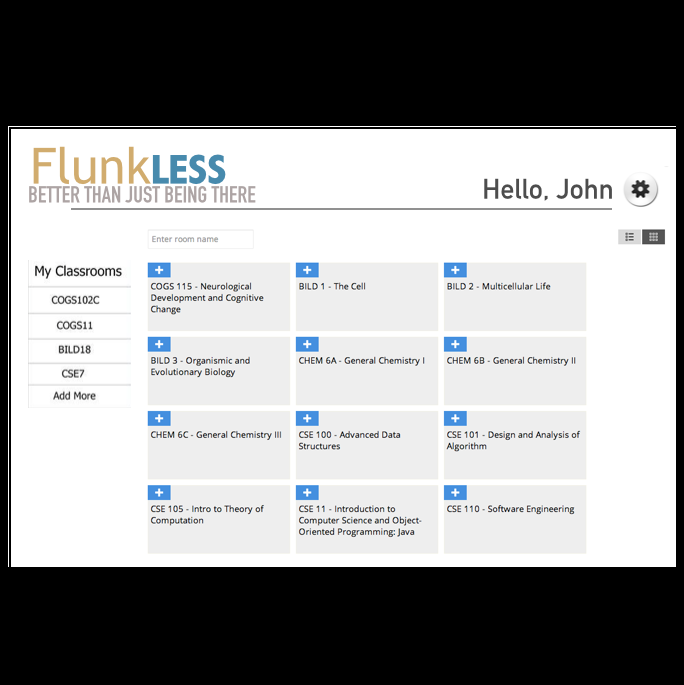 FlunkLESS
BETTER THAN JUST BEING THERE
Hello, John
Enter room name
My Classrooms
COGS102C
COGS11
BILD18
CSE7
Add More
COGS 115 - Neurological
Development and Cognitive
Change
BILD 1 - The Cell
BILD 2 - Multicellular Life
BILD 3 - Organismic and
Evolutionary Biology
CHEM 6A - General Chemistry I
CHEM 6B - General Chemistry II
CHEM 6C - General Chemistry III
CSE 100 - Advanced Data
Structures
CSE 101 - Design and Analysis of
Algorithm
CSE 105 - Intro to Theory of
Computation
CSE 11 - Introduction to
Computer Science and Object-
Oriented Programming: Java
CSE 110 - Software Engineering